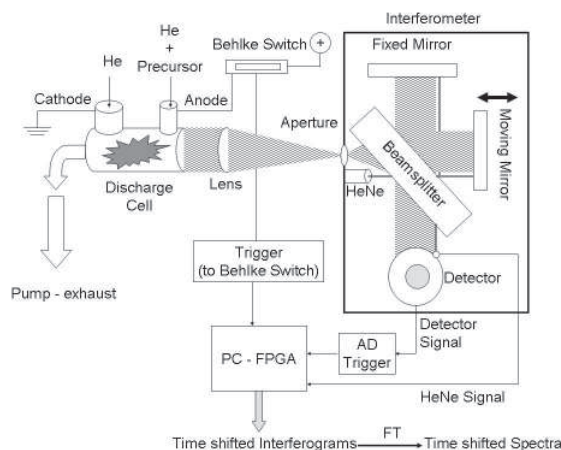 Interferometer
He
He
+
Precursor
Behlke Switch
+
Fixed Mirror
Cathode
Anode
Aperture
Moving Mirror
Beamsplitter
HeNe
Discharge
Cell
Lens
Trigger
(to Behlke Switch)
Pump - exhaust
Detector
Detector
Signal
PC - FPGA
AD
Trigger
HeNe Signal
Time shifted Interferograms
FT
Time shifted Spectra